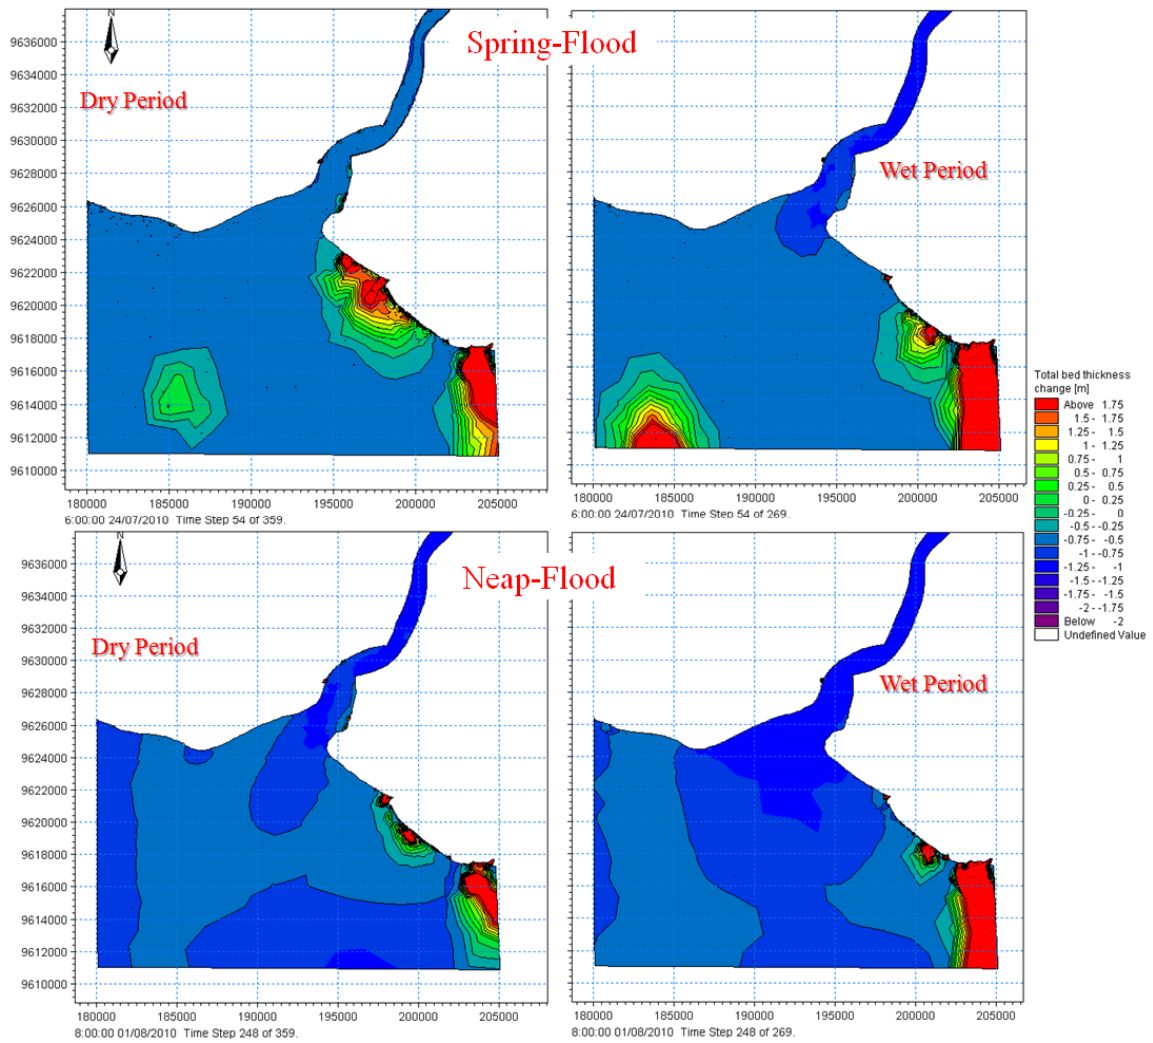 Spring-Flood
N
9636000
9634000
Dry Period
9632000
9630000
9628000
9626000
9624000
9622000
9620000
9618000
9616000
9614000
9612000
9610000
180000 185000 190000 195000 200000 205000
6:00:00 24/07/2010 Time Step 54 of 359.
Wet Period
180000 185000 190000 195000 200000 205000
6:00:00 24/07/2010 Time Step 54 of 269.
Total bed thickness
change [m]
Above 1.75
1.5 - 1.75
1.25 - 1.5
1 - 1.25
0.75 - 1
0.5 - 0.75
0.25 - 0.5
0 - 0.25
-0.25 - 0
-0.5 - -0.25
-0.75 - -0.5
-1 - -0.75
-1.25 - -1
-1.5 - -1.25
-1.75 - -1.5
-2 - -1.75
Below -2
Undefined Value
Neap-Flood
N
9636000
9634000
9632000
Dry Period
9630000
9628000
9626000
9624000
9622000
9620000
9618000
9616000
9614000
9612000
9610000
180000 185000 190000 195000 200000 205000
8:00:00 01/08/2010 Time Step 248 of 359.
Wet Period
180000 185000 190000 195000 200000 205000
8:00:00 01/08/2010 Time Step 248 of 269.